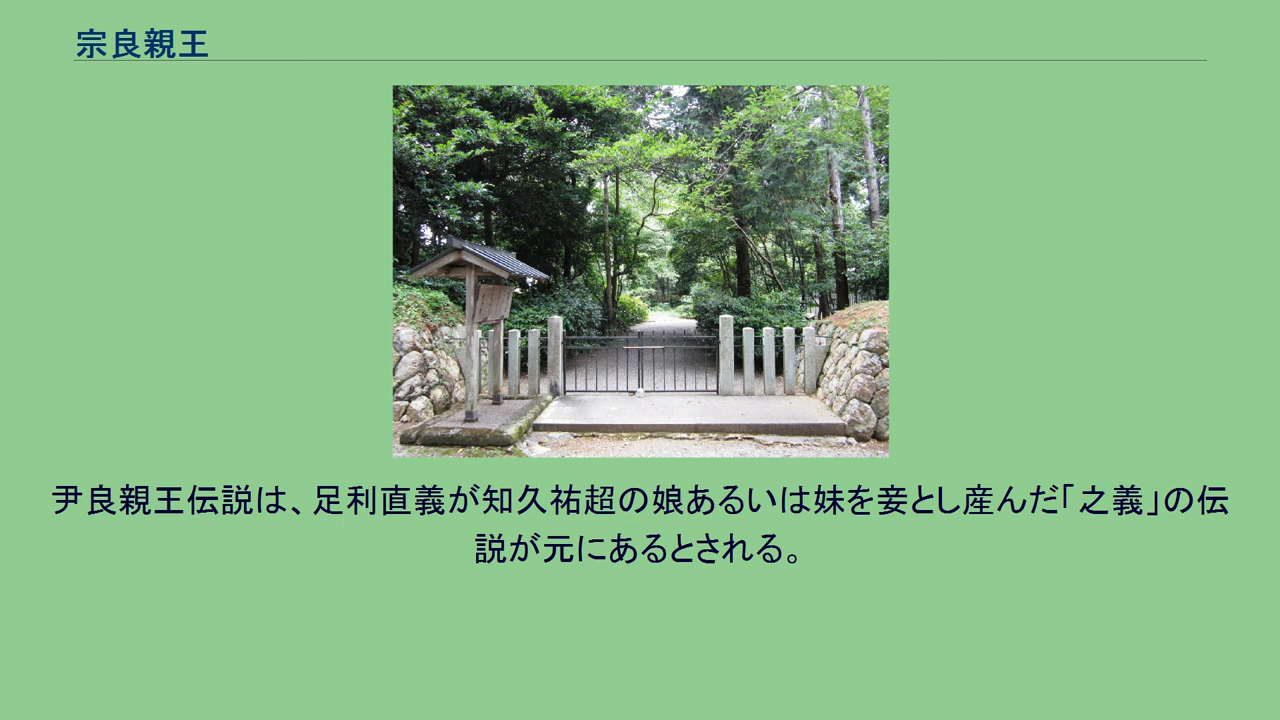 宗良親王
尹良親王伝説は、足利直義が知久祐超の娘あるいは妹を妾とし産んだ「之義」の伝
説が元にあるとされる。